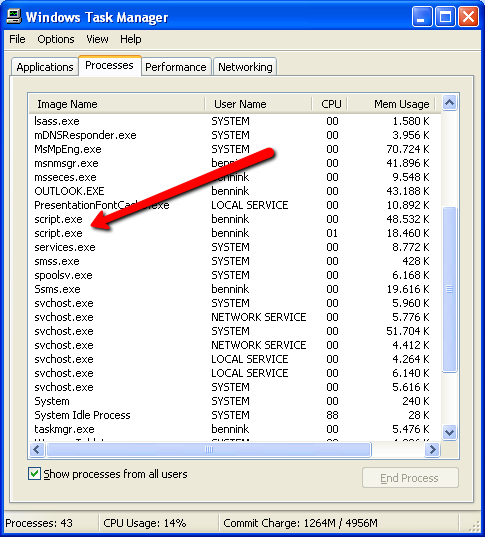 Windows Task Manager
File Options View Help
Applications Processes Performance Networking
Image Name User Name CPU Mem Usage
lsass.exe SYSTEM 00 1.580 K
mDNSResponder.exe SYSTEM 00 3.956 K
MsMpEng.exe SYSTEM 00 70.724 K
msnmsgr.exe bennink 00 41.896 K
msseces.exe bennink 00 9.548 K
OUTLOOK.EXE bennink 00 43.188 K
LOCAL SERVICE 00 10.892 K
script.exe bennink 00 48.532 K
script.exe bennink 01 18.460 K
services.exe SYSTEM 00 8.772 K
smss.exe SYSTEM 00 428 K
spoolsv.exe SYSTEM 00 6.168 K
Ssms.exe bennink 00 19.616 K
svchost.exe SYSTEM 00 5.960 K
svchost.exe NETWORK SERVICE 00 5.776 K
svchost.exe SYSTEM 00 51.704 K
svchost.exe NETWORK SERVICE 00 4.412 K
svchost.exe LOCAL SERVICE 00 4.264 K
svchost.exe LOCAL SERVICE 00 6.140 K
svchost.exe SYSTEM 00 5.616 K
System SYSTEM 00 240 K
System Idle Process SYSTEM 88 28 K
taskmgr.exe bennink 00 5.476 K
Show processes from all users
End Process
Processes: 43 CPU Usage: 14% Commit Charge: 1264M / 4956M